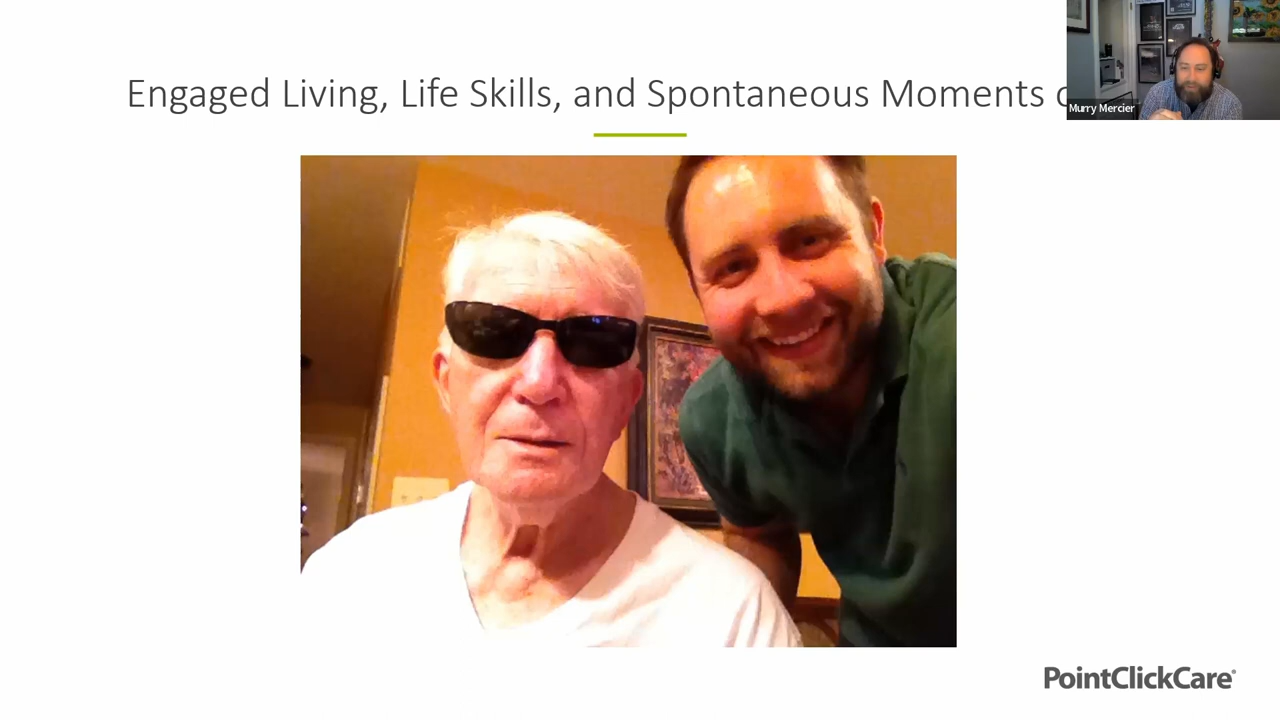 Engaged Living, Life Skills, and Spontaneous Moments
Murry Mercier
PointClickCare